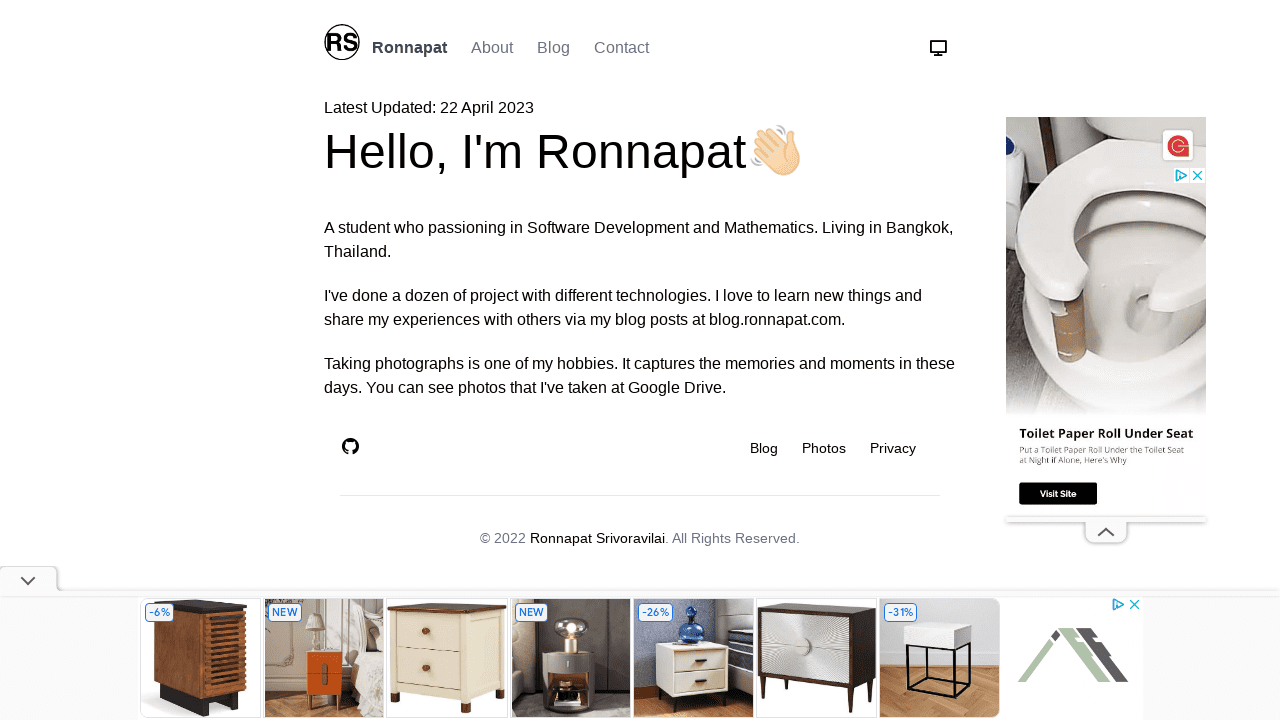 RS
Ronnapat About Blog Contact
Latest Updated: 22 April 2023
Hello, I'm Ronnapat
A student who passioning in Software Development and Mathematics. Living in Bangkok,
Thailand.
I've done a dozen of project with different technologies. I love to learn new things and
share my experiences with others via my blog posts at blog.ronnapat.com.
Taking photographs is one of my hobbies. It captures the memories and moments in these
days. You can see photos that I've taken at Google Drive.
Blog Photos Privacy
© 2022 Ronnapat Srivoravilai. All Rights Reserved.
Toilet Paper Roll Under Seat
Put a Toilet Paper Roll Under the Toilet Seat
at Night if Alone, Here's Why
Visit Site
-6%
NEW
NEW
-26%
-31%